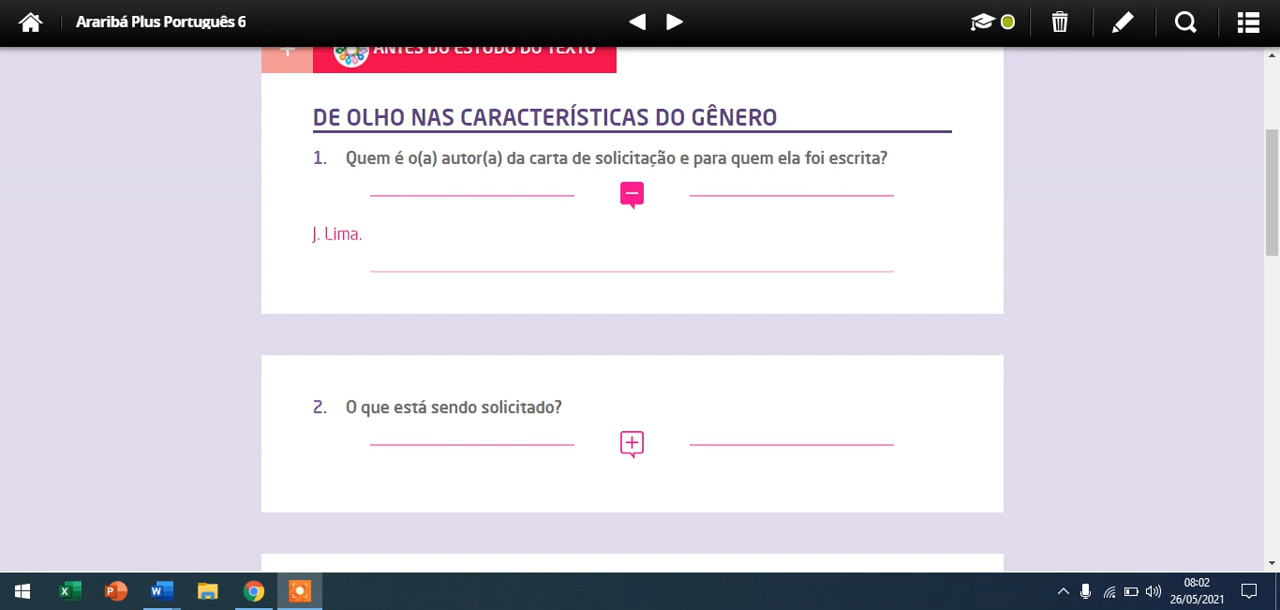 Araribá Plus Português 6
ANTES DO ESTUDO DO TEXTO
DE OLHO NAS CARACTERÍSTICAS DO GÊNERO
1. Quem é o(a) autor(a) da carta de solicitação e para quem ela foi escrita?
J. Lima.
2. O que está sendo solicitado?
08:02
26/05/2021